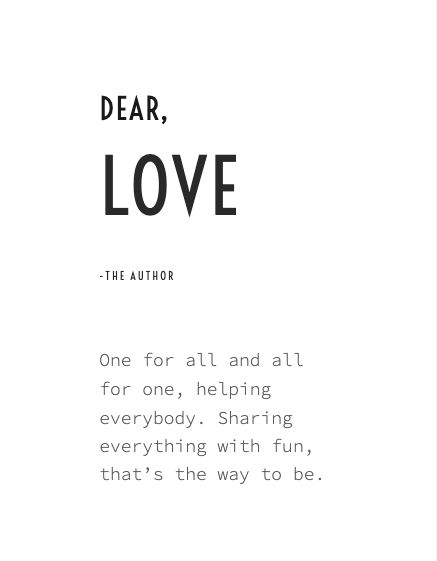 DEAR,
LOVE
-THE AUTHOR
One for all and all
for one, helping
everybody. Sharing
everything with fun,
that’s the way to be.